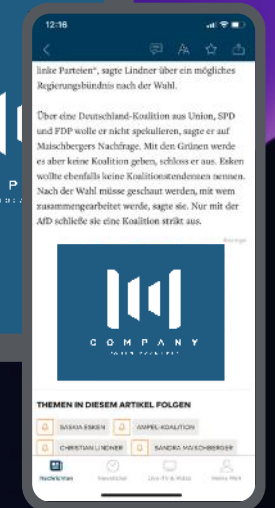 12:16
linke Parteien", sagte Lindner über ein mögliches
Regierungsbündnis nach der Wahl.
Über eine Deutschland-Koalition aus Union, SPD
und FDP wolle er nicht spekulieren, sagte er auf
Maischbergers Nachfrage. Mit den Grünen werde
es aber keine Koalition geben, schloss er aus. Esken
wollte ebenfalls keine Koalitionstendenzen nennen.
Nach der Wahl müsse geschaut werden, mit wem
zusammengearbeitet werde, sagte sie. Nur mit der
AfD schließe sie eine Koalition strikt aus.
Anzeige
COMPANY
THEMEN IN DIESEM ARTIKEL FOLGEN
SASKIA ESKEN AMPEL-KOALITION
CHRISTIAN LINDNER SANDRA MAISCHBERGER
Nachrichten Newsticker Live-TV & Video Meine Welt